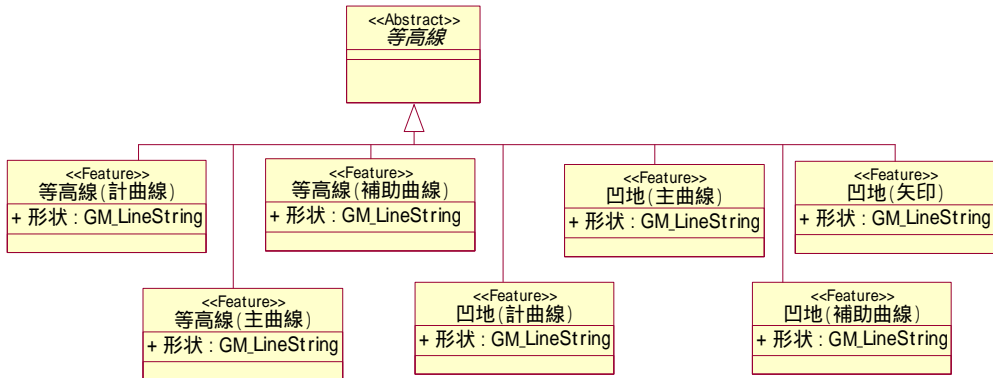 <<Abstract>>
等高線
<<Feature>>
等高線(計曲線)
+ 形状 : GM_LineString
<<Feature>>
等高線(補助曲線)
+ 形状 : GM_LineString
<<Feature>>
凹地(主曲線)
+ 形状 : GM_LineString
<<Feature>>
凹地(矢印)
+ 形状 : GM_LineString
<<Feature>>
等高線(主曲線)
+ 形状 : GM_LineString
<<Feature>>
凹地(計曲線)
+ 形状 : GM_LineString
<<Feature>>
凹地(補助曲線)
+ 形状 : GM_LineString